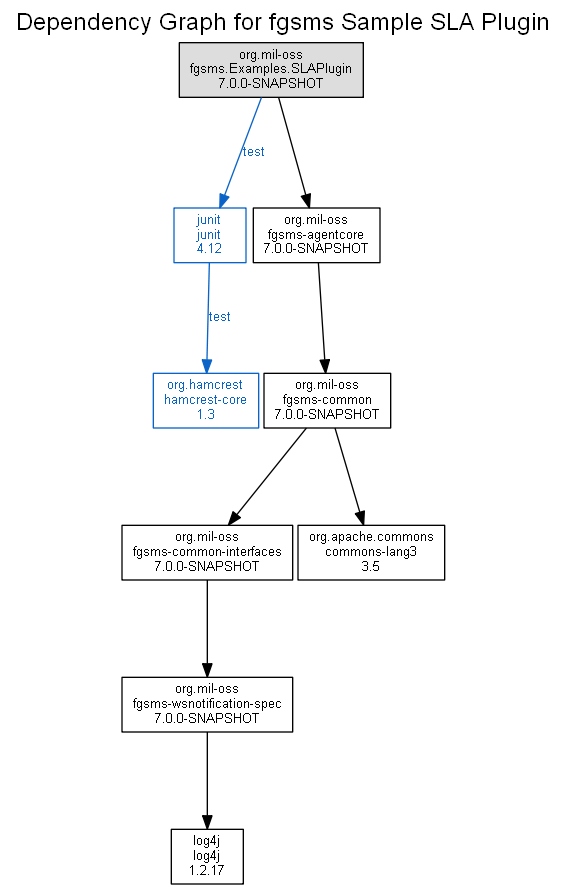 Dependency Graph for fgsms Sample SLA Plugin
org.mil-oss
fgsms.Examples.SLAPlugin
7.0.0-SNAPSHOT
test
junit
junit
4.12
org.mil-oss
fgsms-agentcore
7.0.0-SNAPSHOT
test
org.hamcrest
hamcrest-core
1.3
org.mil-oss
fgsms-common
7.0.0-SNAPSHOT
org.mil-oss
fgsms-common-interfaces
7.0.0-SNAPSHOT
org.apache.commons
commons-lang3
3.5
org.mil-oss
fgsms-wsnotification-spec
7.0.0-SNAPSHOT
log4j
log4j
1.2.17